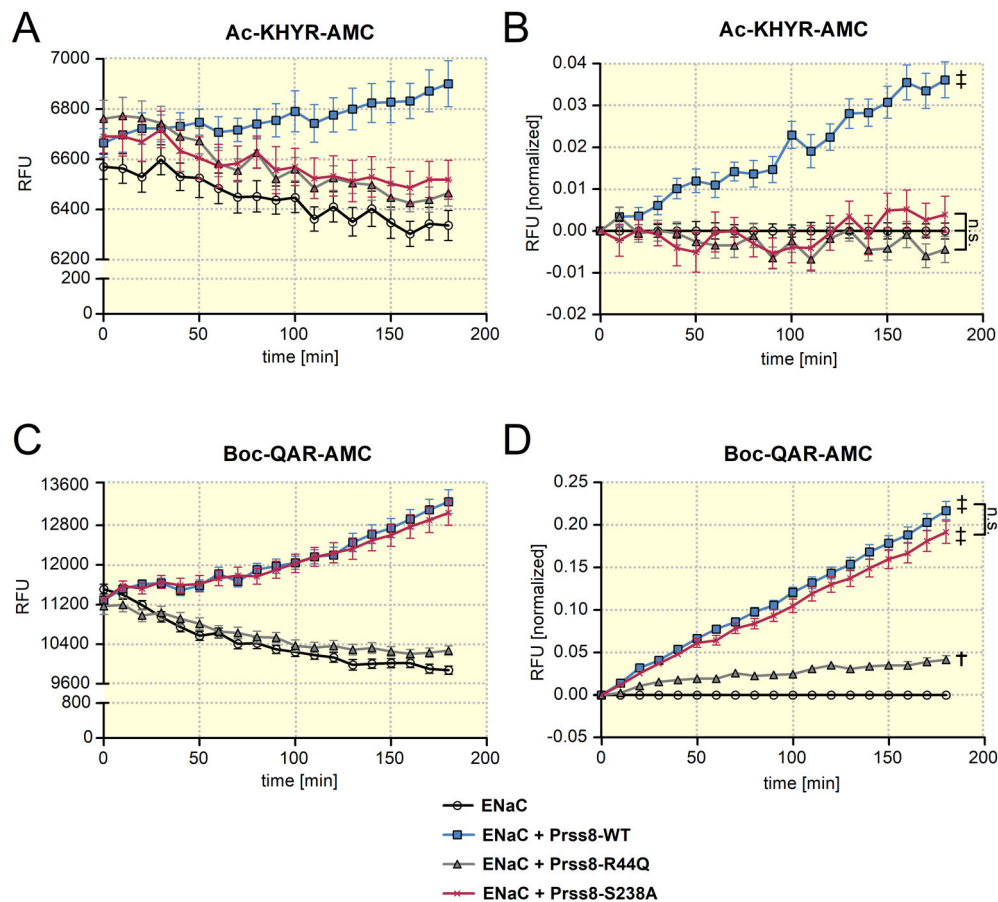 A
Ac-KHYR-AMC
7000
6800
6600
6400
6200
200
0
RFU
0
50
100
150
200
time [min]
B
Ac-KHYR-AMC
0.04
0.03
0.02
0.01
0.00
-0.01
-0.02
RFU [normalized]
‡
n.s.
0
50
100
150
200
time [min]
C
Boc-QAR-AMC
13600
12800
12000
11200
10400
9600
800
0
RFU
0
50
100
150
200
time [min]
D
Boc-QAR-AMC
0.25
0.20
0.15
0.10
0.05
0.00
-0.05
RFU [normalized]
‡
‡
n.s.
†
0
50
100
150
200
time [min]
ENaC
ENaC + Prss8-WT
ENaC + Prss8-R44Q
ENaC + Prss8-S238A